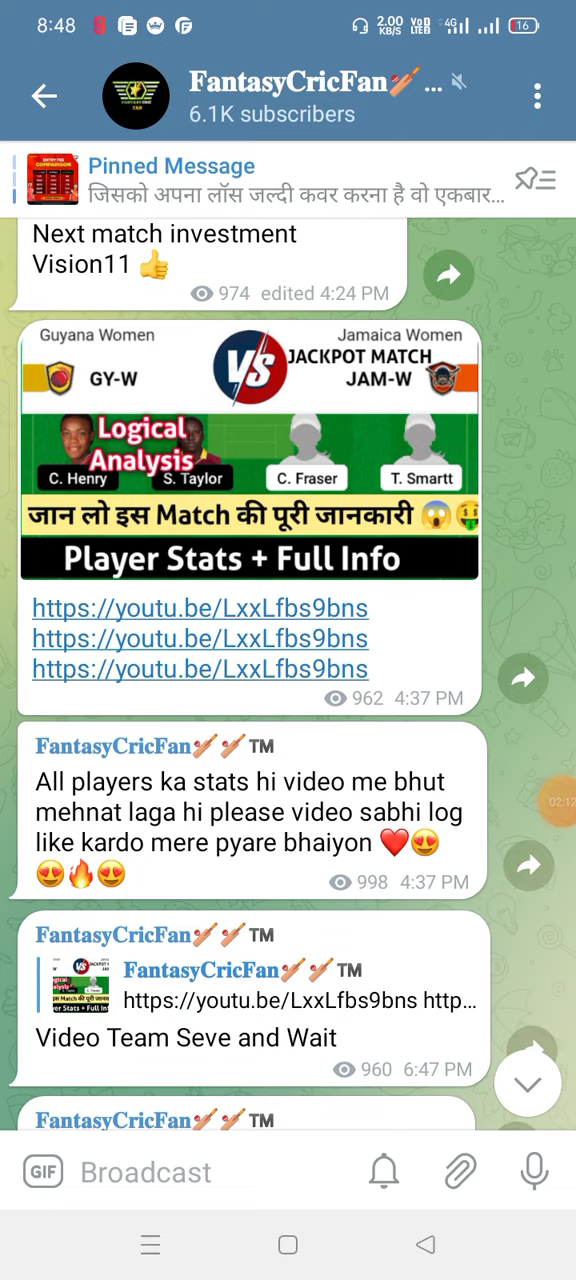 8:48
2.00 KB/S
VoD LTE2
4G
16
FantasyCricFan🏏 ...
6.1K subscribers
Pinned Message
जिसको अपना लॉस जल्दी कवर करना है वो एकबार...
Next match investment
Vision11 👍
974 edited 4:24 PM
Guyana Women
Jamaica Women
VS
JACKPOT MATCH
GY-W
JAM-W
Logical
Analysis
C. Henry
S. Taylor
C. Fraser
T. Smartt
जान लो इस Match की पूरी जानकारी 😱🤑
Player Stats + Full Info
https://youtu.be/LxxLfbs9bns
https://youtu.be/LxxLfbs9bns
https://youtu.be/LxxLfbs9bns
962 4:37 PM
FantasyCricFan🏏🏏™
All players ka stats hi video me bhut
mehnat laga hi please video sabhi log
like kardo mere pyare bhaiyon ❤️😍
😍🔥😍
998 4:37 PM
02:12
FantasyCricFan🏏🏏™
FantasyCricFan🏏🏏™
https://youtu.be/LxxLfbs9bns http...
Video Team Seve and Wait
960 6:47 PM
FantasyCricFan🏏🏏™
GIF
Broadcast